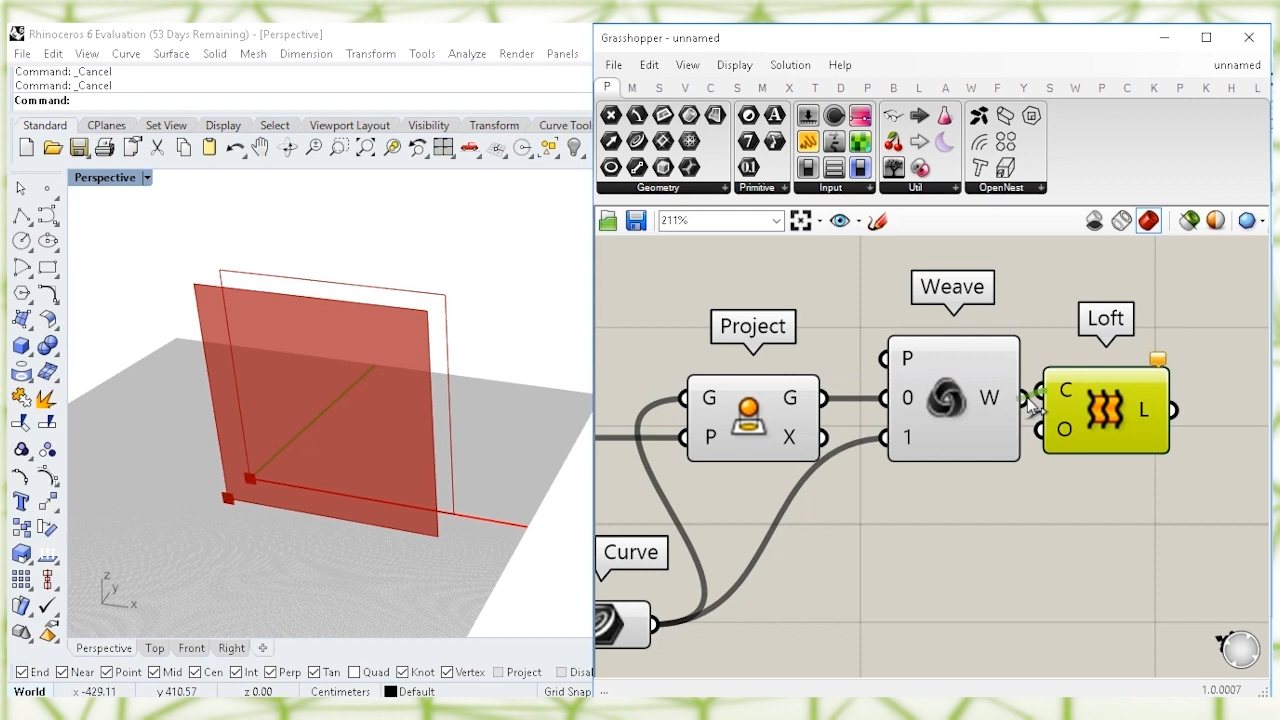 Rhinoceros 6 Evaluation (53 Days Remaining) - [Perspective]
File Edit View Curve Surface Solid Mesh Dimension Transform Tools Analyze Render Panels
Command: _Cancel
Command: _Cancel
Command:
Standard CPlanes Set View Display Select Viewport Layout Visibility Transform Curve Tool
Perspective
z
y
x
Perspective Top Front Right
End Near Point Mid Cen Int Perp Tan Quad Knot Vertex Project Disal
World x -429.11 y 410.57 z 0.00 Centimeters Default Grid Snap
Grasshopper - unnamed
File Edit View Display Solution Help unnamed
P M S V C S M X T D P B L A W F Y S W P C K P K H L
Geometry Primitive Input Util OpenNest
211%
Weave
Loft
Project
P
G G 0 W C
L
P X 1 O
Curve
1.0.0007